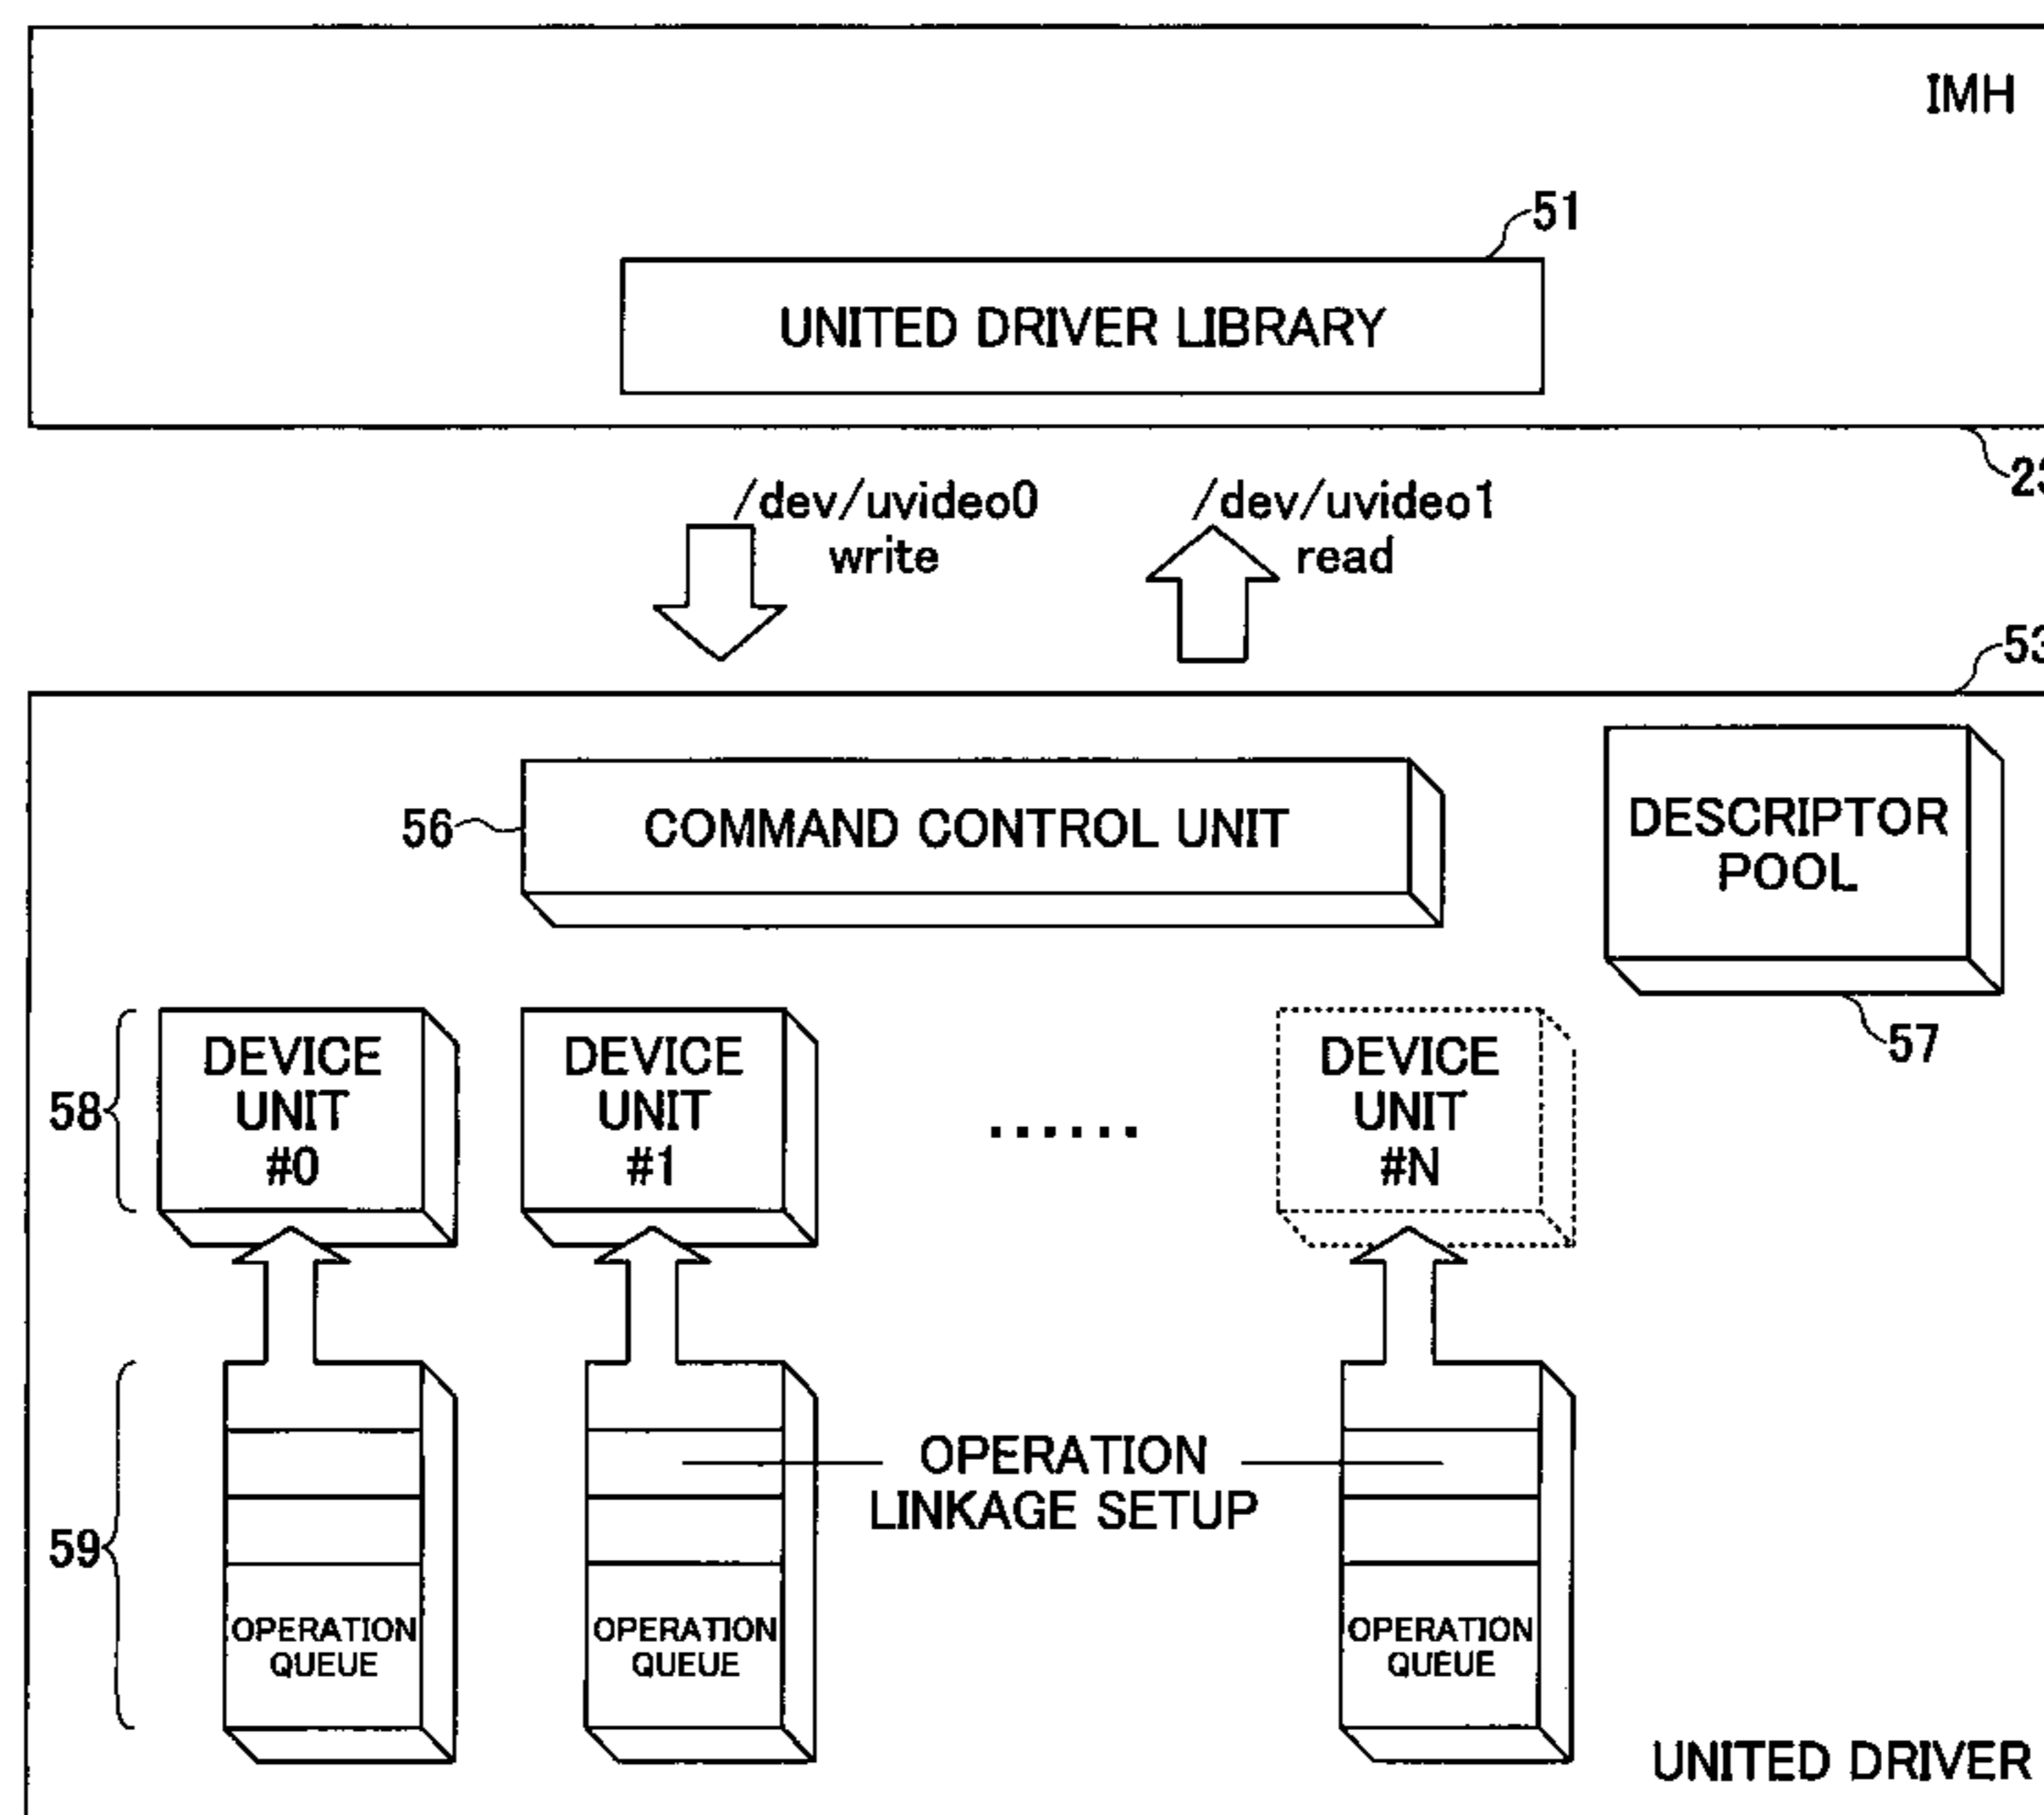 IMH
51
UNITED DRIVER LIBRARY
23
/dev/uvideo0
write
/dev/uvideo1
read
53
56
COMMAND CONTROL UNIT
DESCRIPTOR
POOL
57
58
DEVICE
UNIT
#0
DEVICE
UNIT
#1
......
DEVICE
UNIT
#N
59
OPERATION
LINKAGE SETUP
OPERATION
QUEUE
OPERATION
QUEUE
OPERATION
QUEUE
UNITED DRIVER